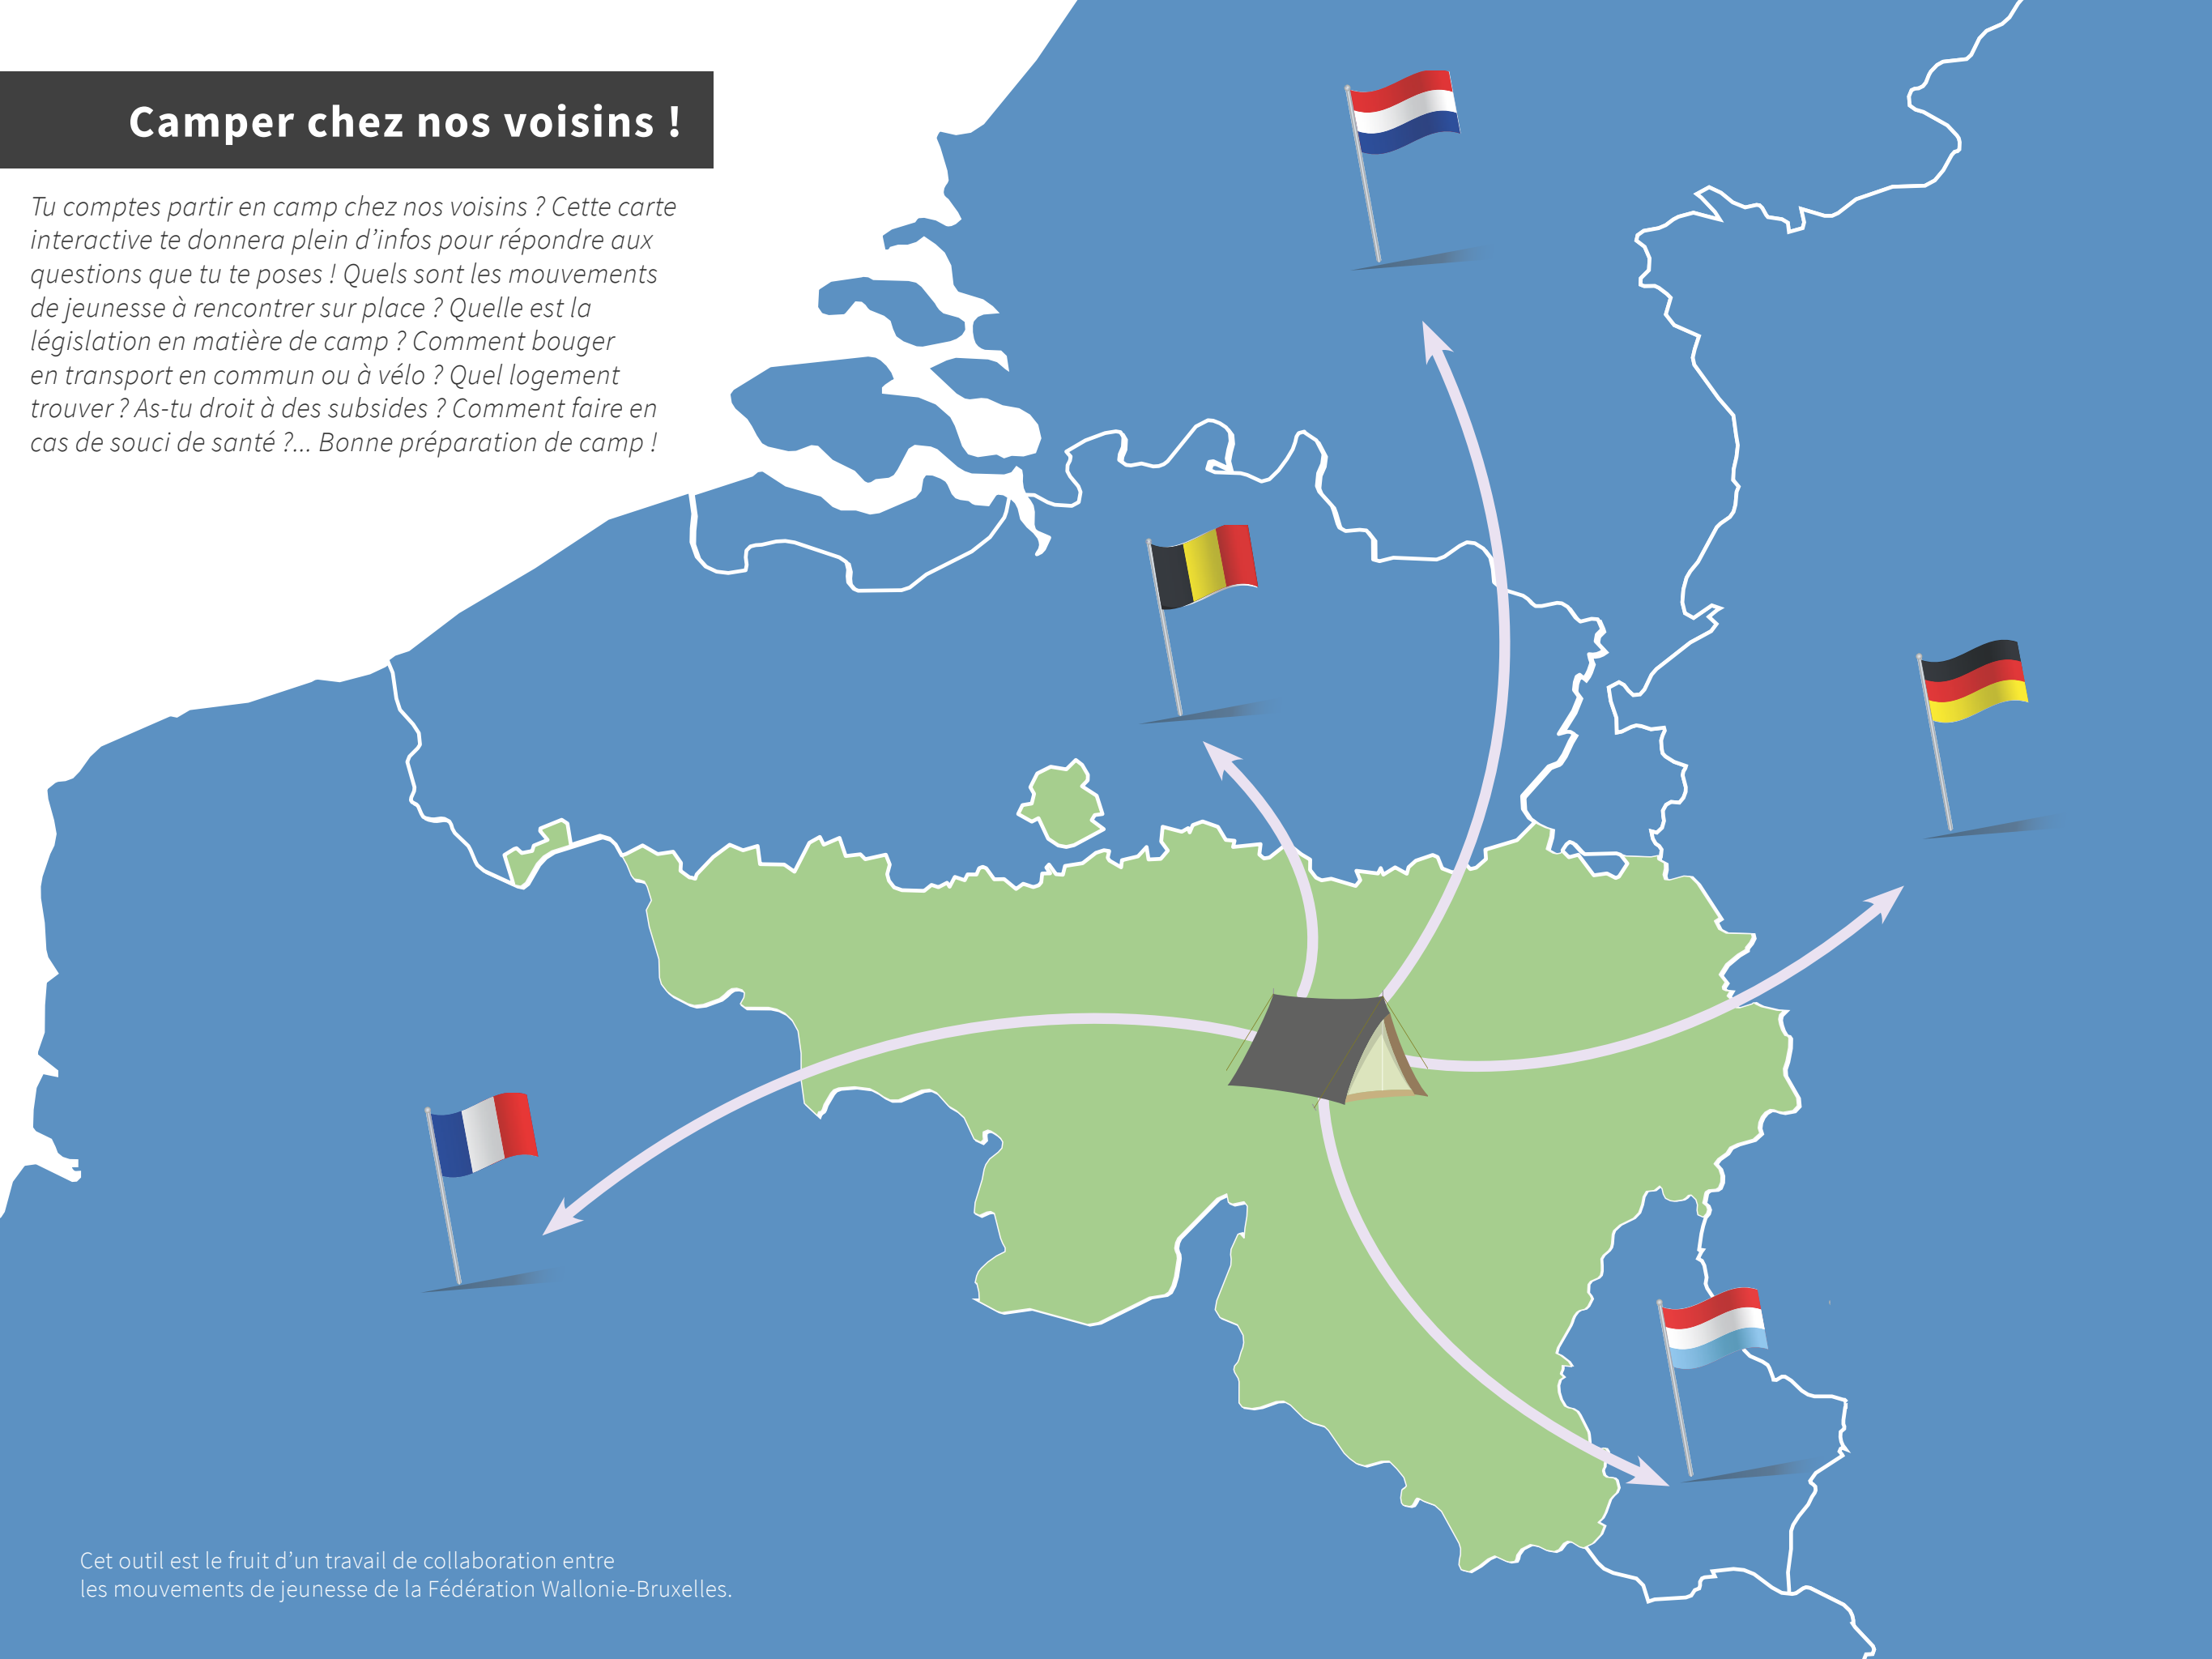 Camper chez nos voisins !
Tu comptes partir en camp chez nos voisins ? Cette carte
interactive te donnera plein d’infos pour répondre aux
questions que tu te poses ! Quels sont les mouvements
de jeunesse à rencontrer sur place ? Quelle est la
législation en matière de camp ? Comment bouger
en transport en commun ou à vélo ? Quel logement
trouver ? As-tu droit à des subsides ? Comment faire en
cas de souci de santé ?... Bonne préparation de camp !
Cet outil est le fruit d’un travail de collaboration entre
les mouvements de jeunesse de la Fédération Wallonie-Bruxelles.